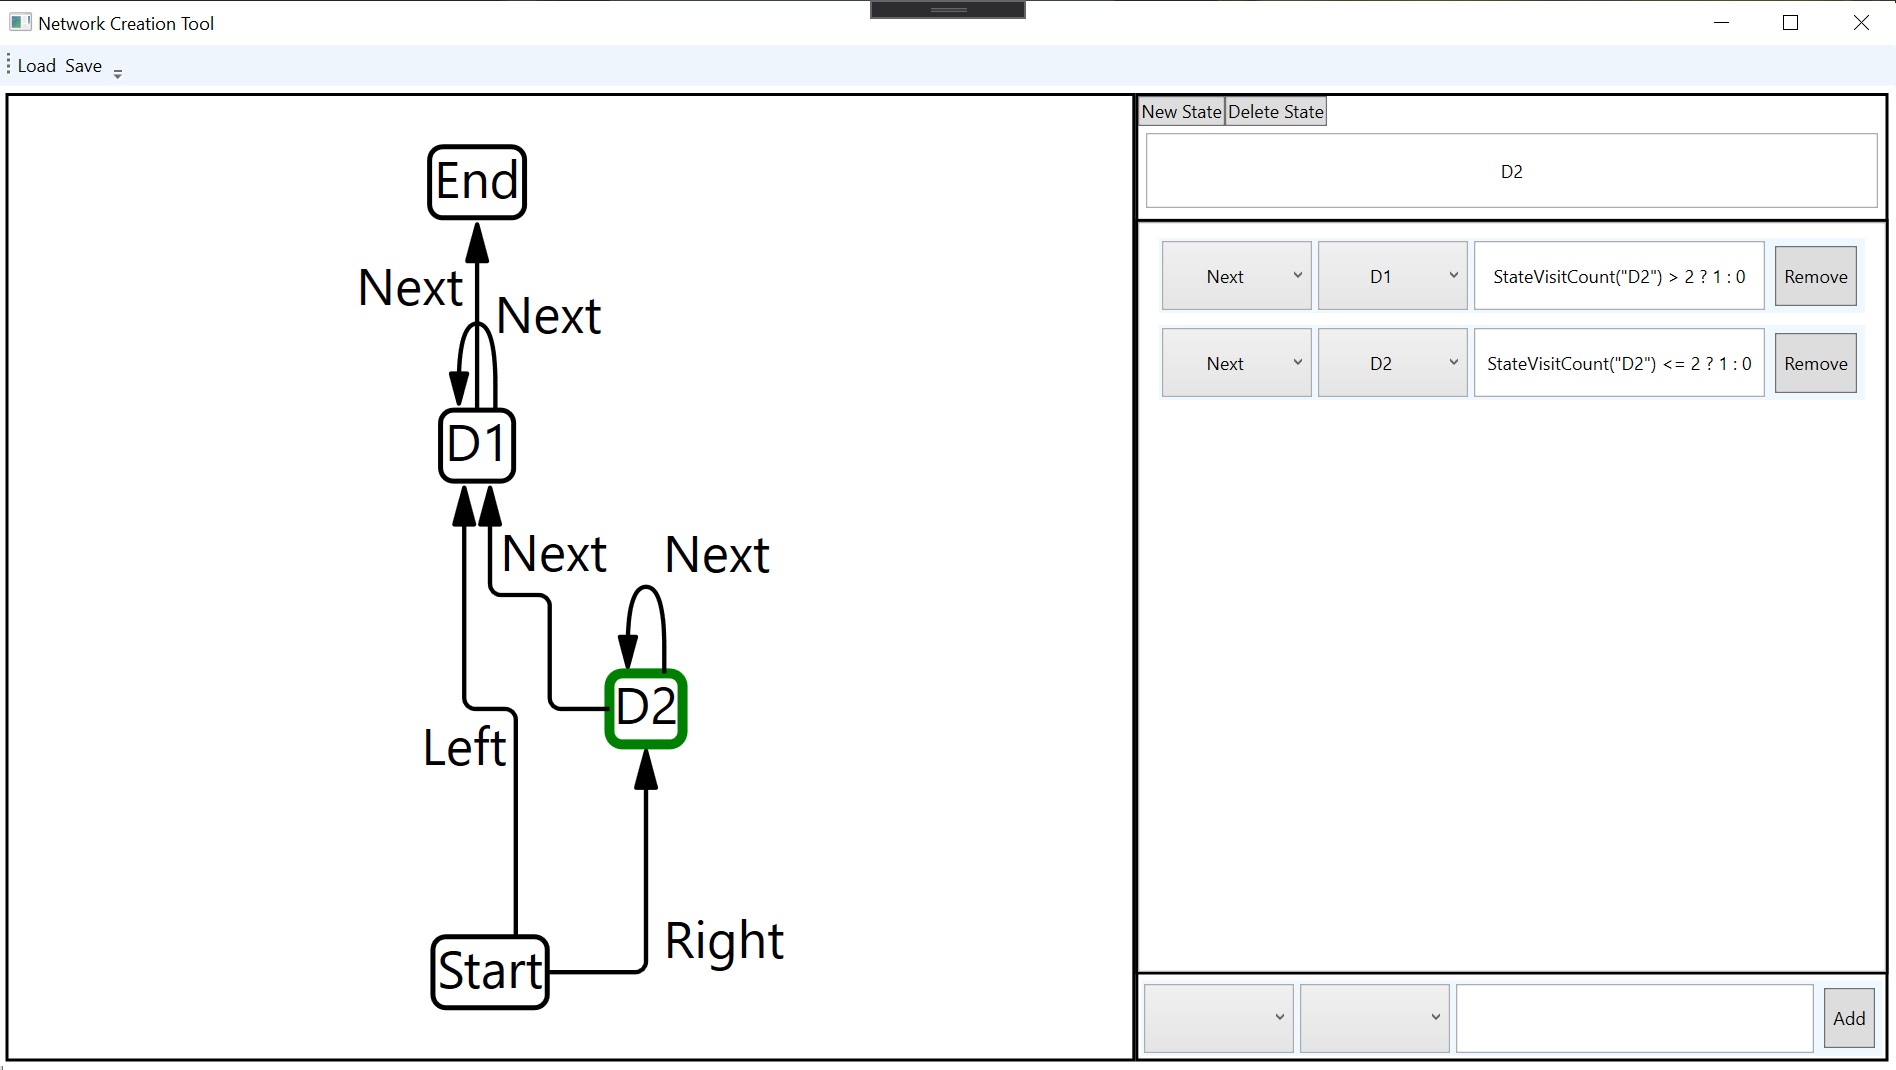 Network Creation Tool
Load Save
End
Next
Next
D1
Next
Next
D2
Left
Right
Start
New State Delete State
D2
Next D1 StateVisitCount("D2") > 2 ? 1 : 0 Remove
Next D2 StateVisitCount("D2") <= 2 ? 1 : 0 Remove
Add